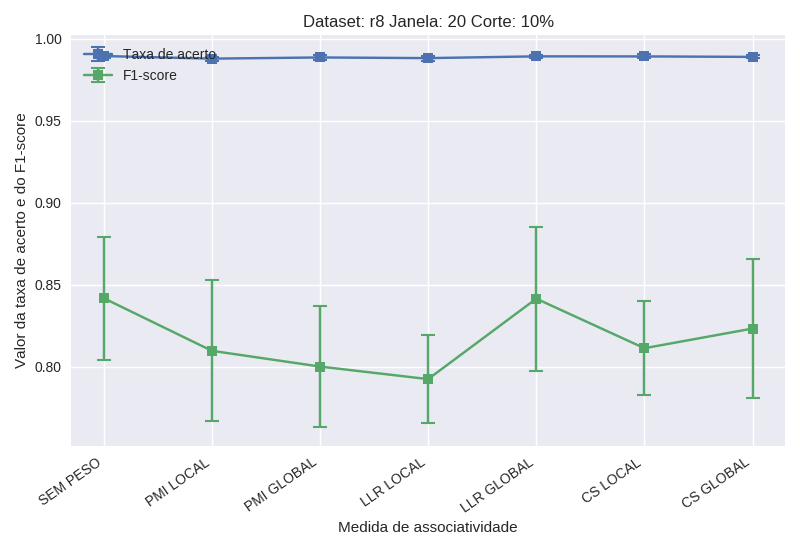 Dataset: r8 Janela: 20 Corte: 10%
Taxa de acerto
F1-score
1.00
0.95
0.90
0.85
0.80
Valor da taxa de acerto e do F1-score
SEM PESO
PMI LOCAL
PMI GLOBAL
LLR LOCAL
LLR GLOBAL
CS LOCAL
CS GLOBAL
Medida de associatividade